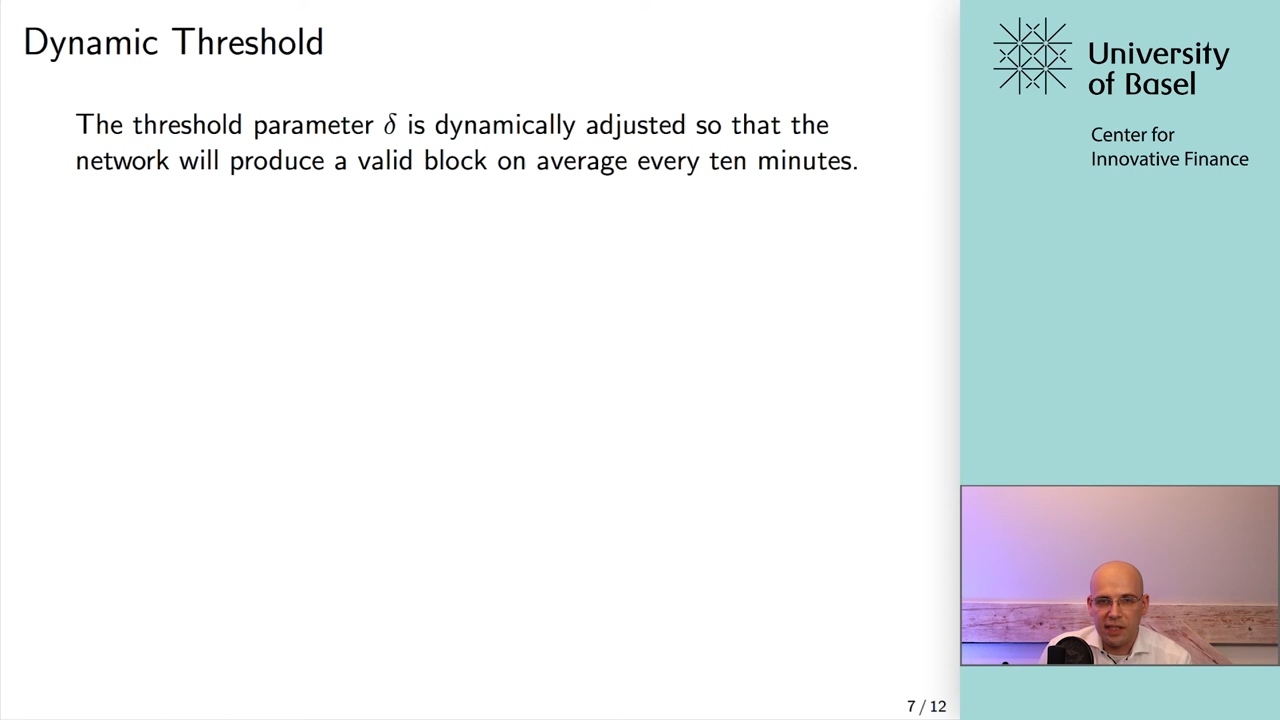 Dynamic Threshold
The threshold parameter δ is dynamically adjusted so that the
network will produce a valid block on average every ten minutes.
7 / 12
University
of Basel
Center for
Innovative Finance